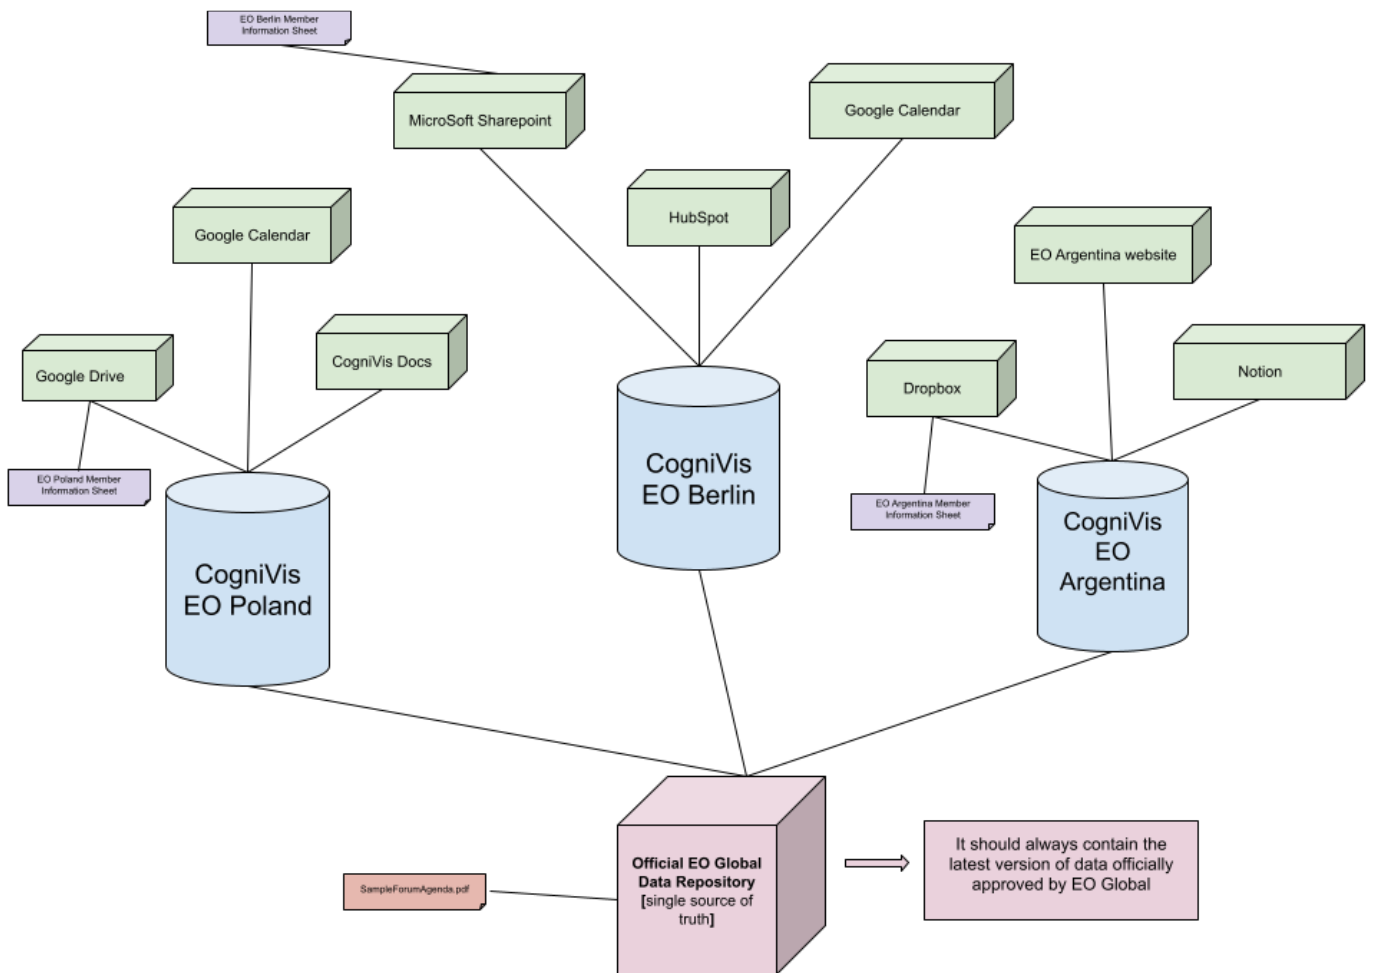 EO Berlin Member
Information Sheet
MicroSoft Sharepoint
Google Calendar
HubSpot
Google Calendar
EO Argentina website
Google Drive
CogniVis Docs
Dropbox
Notion
EO Poland Member
Information Sheet
CogniVis
EO Berlin
EO Argentina Member
Information Sheet
CogniVis
EO
Argentina
CogniVis
EO Poland
Official EO Global
Data Repository
[single source of
truth]
It should always contain the
latest version of data officially
approved by EO Global
SampleForumAgenda.pdf